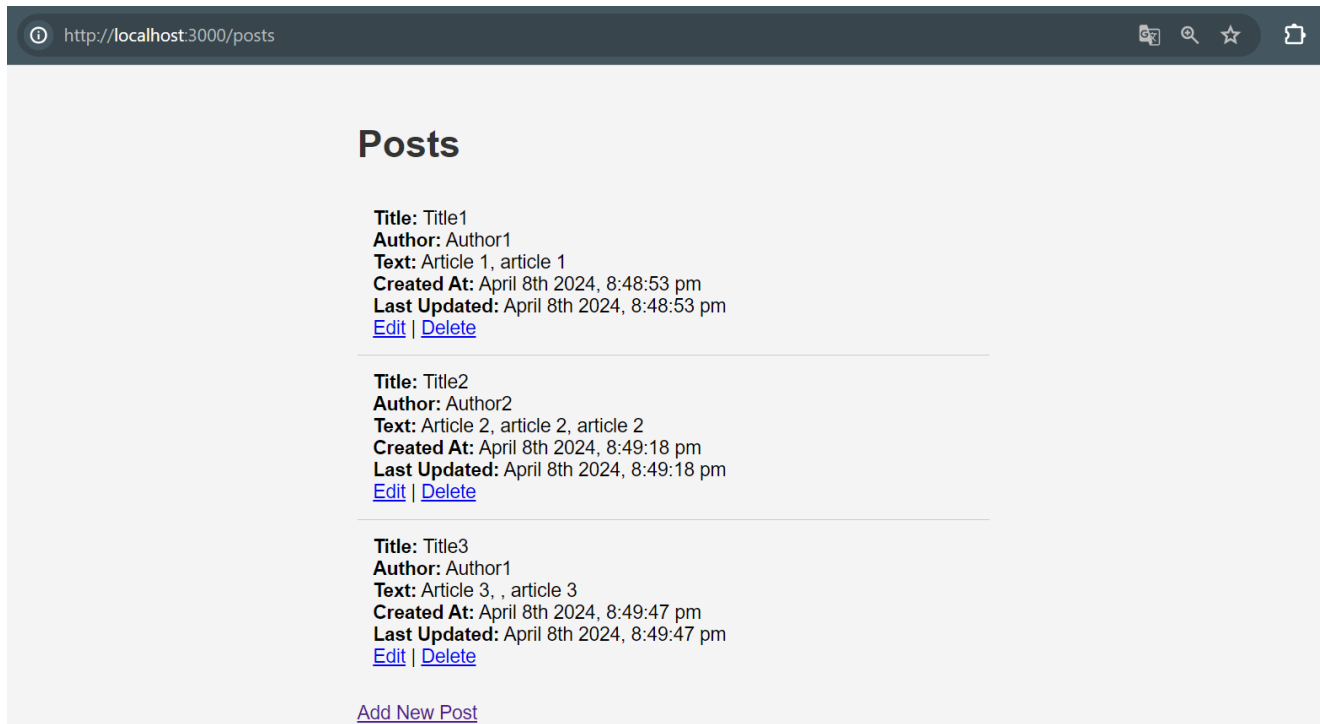 http://localhost:3000/posts
Posts
Title: Title1
Author: Author1
Text: Article 1, article 1
Created At: April 8th 2024, 8:48:53 pm
Last Updated: April 8th 2024, 8:48:53 pm
Edit | Delete
Title: Title2
Author: Author2
Text: Article 2, article 2, article 2
Created At: April 8th 2024, 8:49:18 pm
Last Updated: April 8th 2024, 8:49:18 pm
Edit | Delete
Title: Title3
Author: Author1
Text: Article 3, , article 3
Created At: April 8th 2024, 8:49:47 pm
Last Updated: April 8th 2024, 8:49:47 pm
Edit | Delete
Add New Post